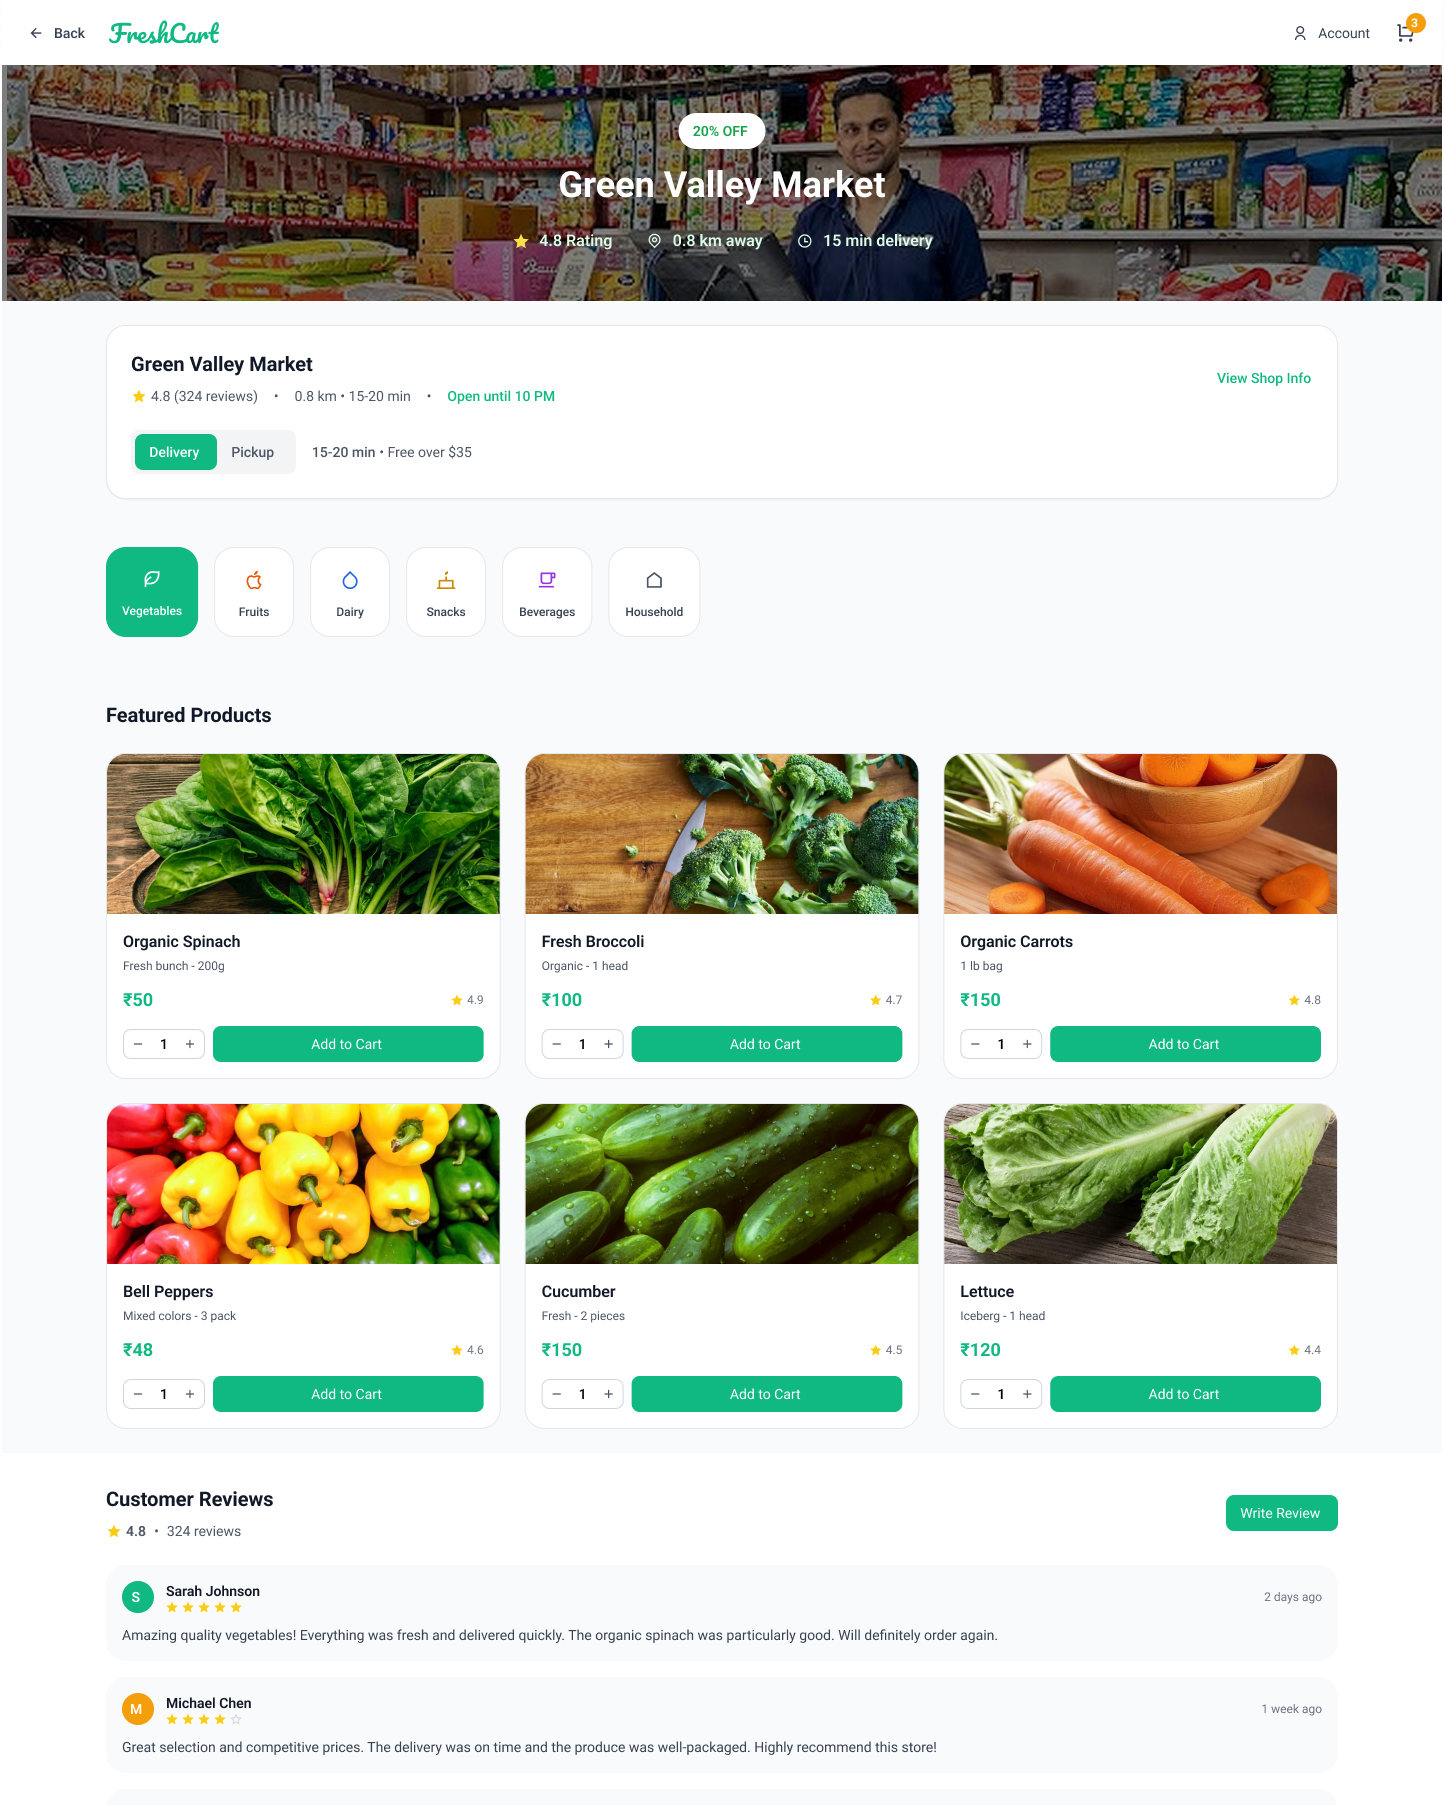 Back
FreshCart
Account
3
20% OFF
Green Valley Market
4.8 Rating
0.8 km away
15 min delivery
Green Valley Market
4.8 (324 reviews) • 0.8 km • 15-20 min • Open until 10 PM
View Shop Info
Delivery
Pickup
15-20 min • Free over $35
Vegetables
Fruits
Dairy
Snacks
Beverages
Household
Featured Products
Organic Spinach
Fresh bunch - 200g
₹50
4.9
1
Add to Cart
Fresh Broccoli
Organic - 1 head
₹100
4.7
1
Add to Cart
Organic Carrots
1 lb bag
₹150
4.8
1
Add to Cart
Bell Peppers
Mixed colors - 3 pack
₹48
4.6
1
Add to Cart
Cucumber
Fresh - 2 pieces
₹150
4.5
1
Add to Cart
Lettuce
Iceberg - 1 head
₹120
4.4
1
Add to Cart
Customer Reviews
4.8 • 324 reviews
Write Review
S
Sarah Johnson
2 days ago
Amazing quality vegetables! Everything was fresh and delivered quickly. The organic spinach was particularly good. Will definitely order again.
M
Michael Chen
1 week ago
Great selection and competitive prices. The delivery was on time and the produce was well-packaged. Highly recommend this store!